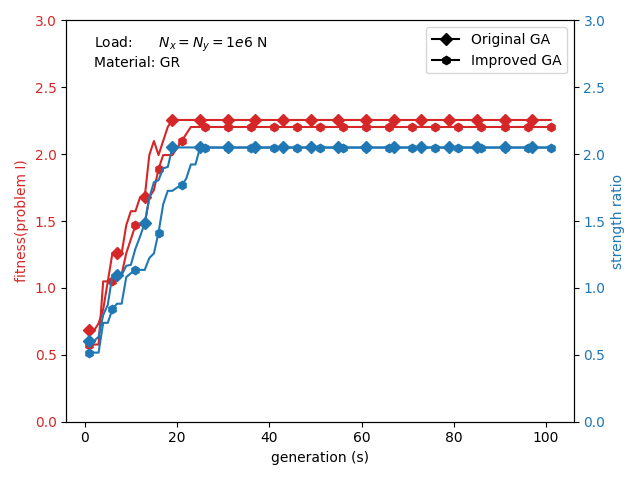 Load: Nx = Ny = 1e6 N
Material: GR
Original GA
Improved GA
fitness(problem I)
3.0
2.5
2.0
1.5
1.0
0.5
0.0
3.0
2.5
2.0
1.5
1.0
0.5
0.0
strength ratio
0 20 40 60 80 100
generation (s)